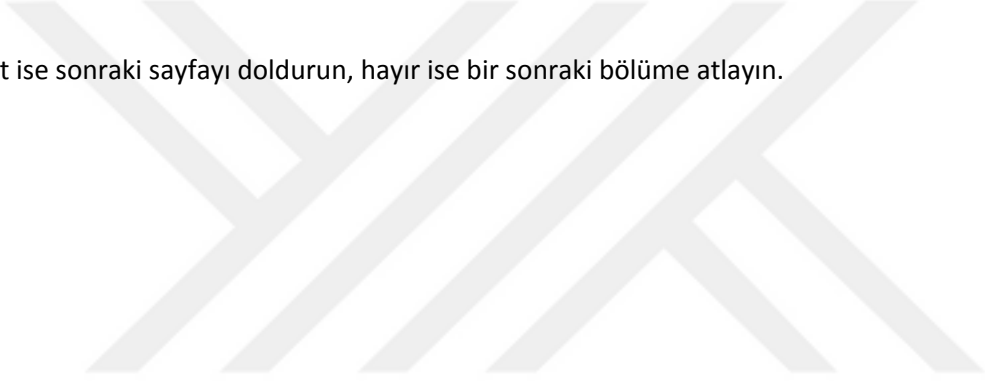 t ise sonraki sayfayı doldurun, hayır ise bir sonraki bölüme atlayın.